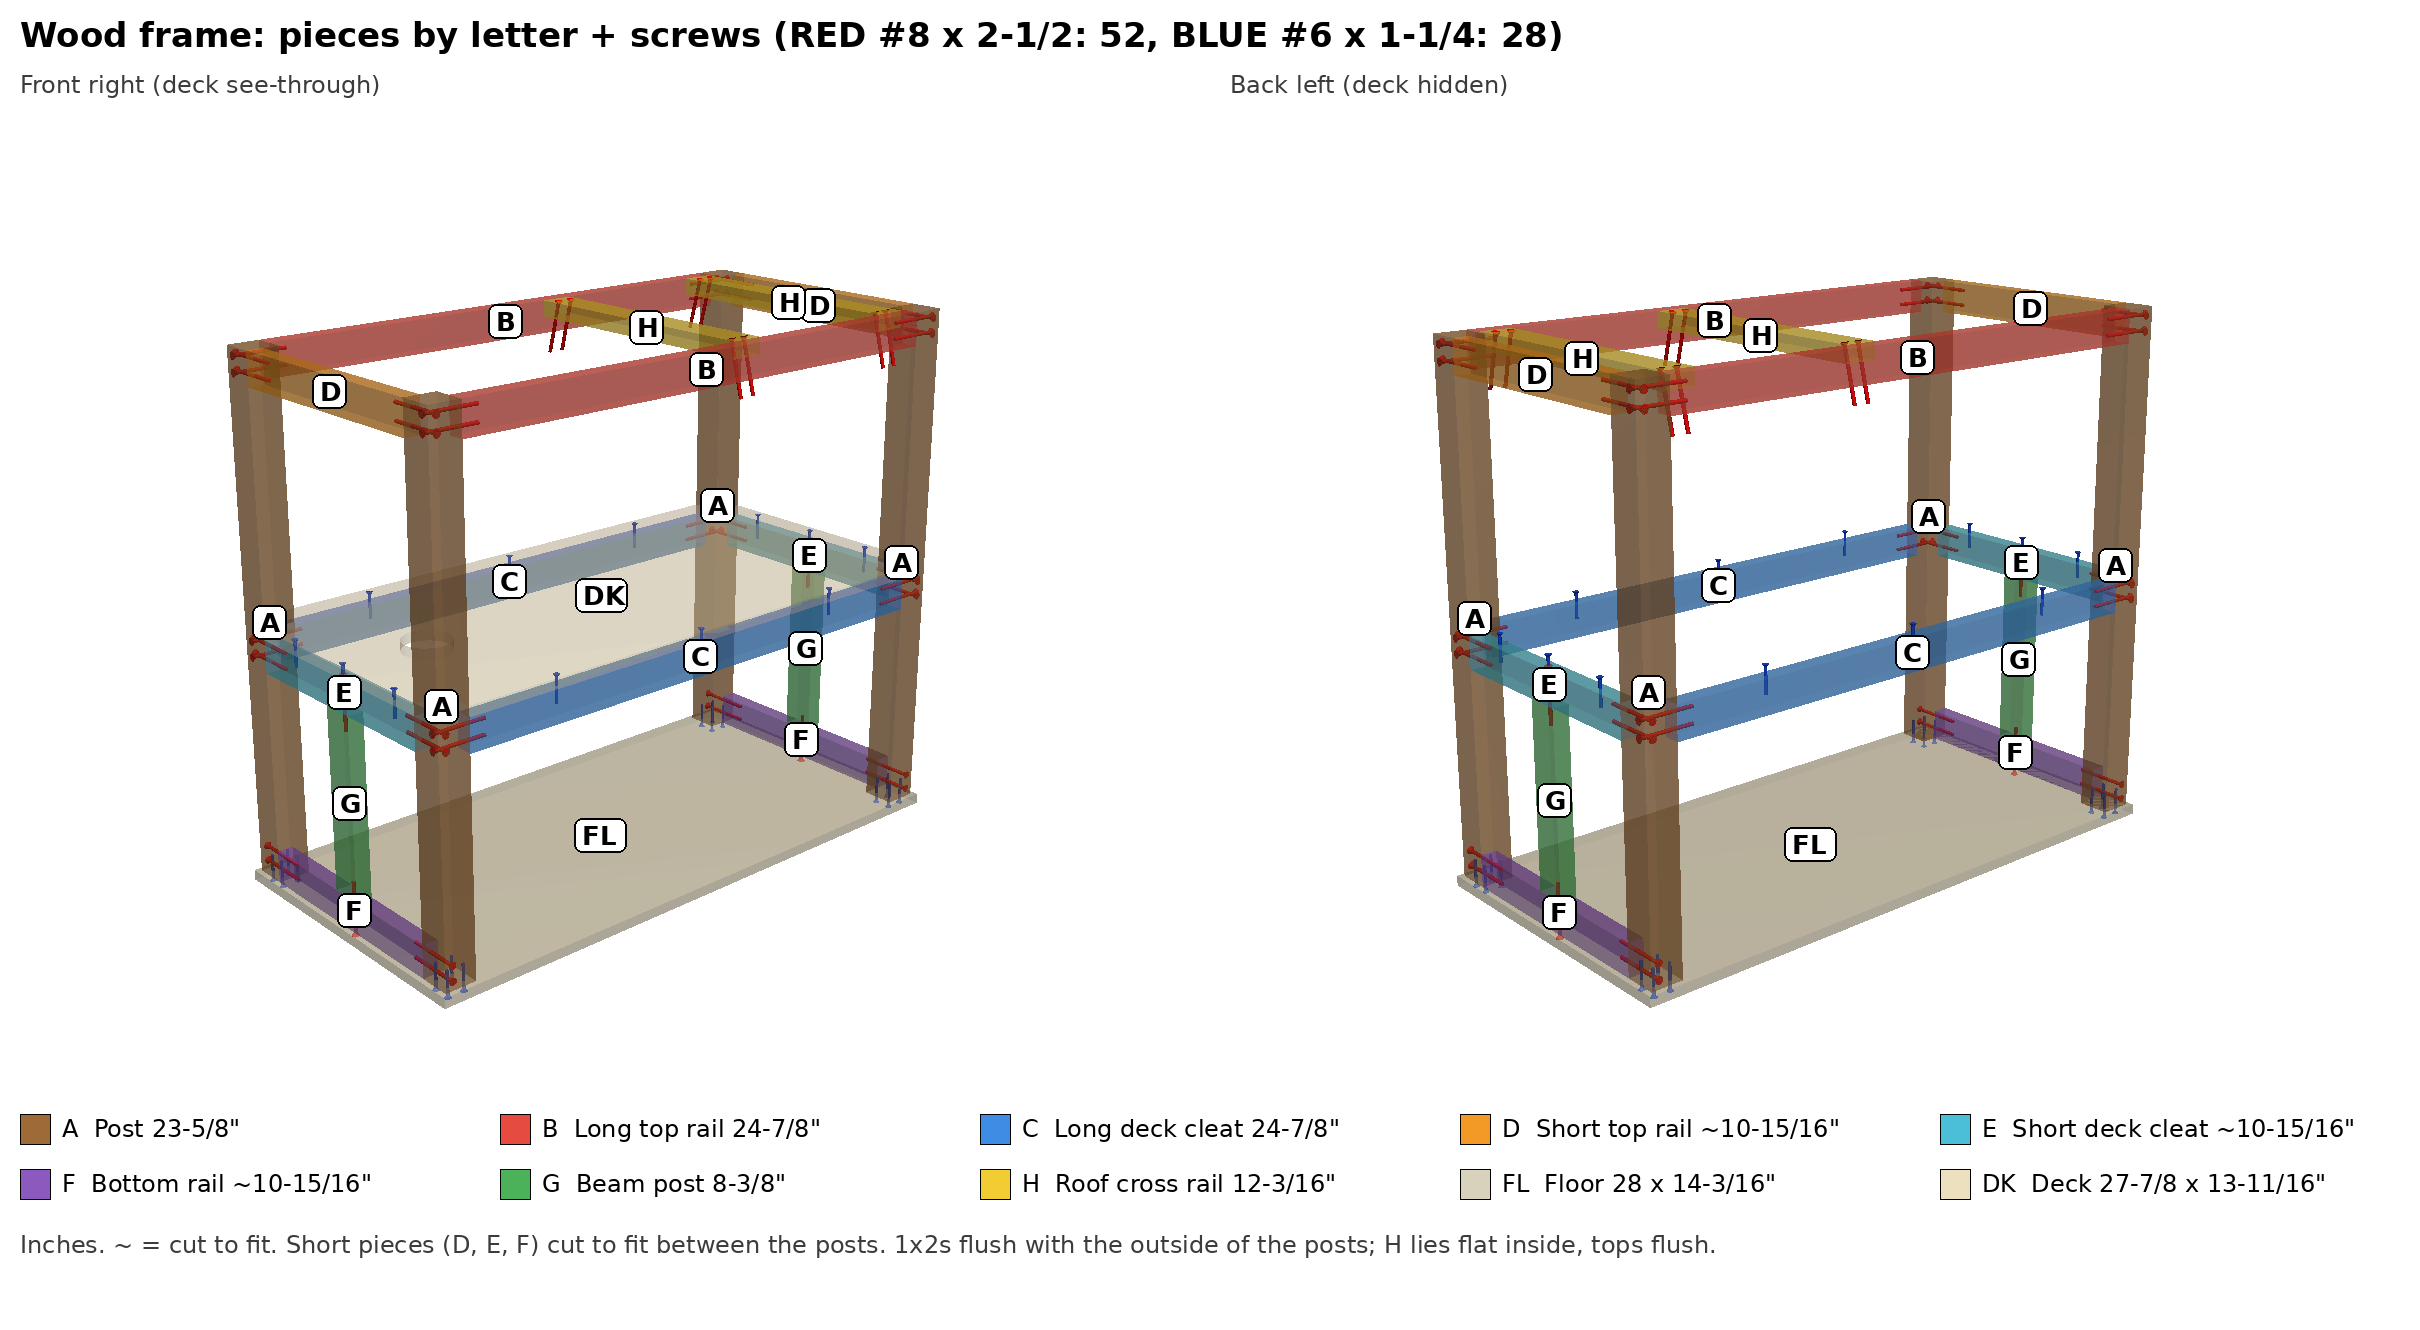 Wood frame: pieces by letter + screws (RED #8 x 2-1/2: 52, BLUE #6 x 1-1/4: 28)
Front right (deck see-through)
Back left (deck hidden)
H D
B
H
B
D
A
E
A
C
DK
A
C
G
E
A
F
G
FL
F
D
B
H
H
B
D
A
E
A
C
A
C
G
E
A
F
G
FL
F
A Post 23-5/8"
B Long top rail 24-7/8"
C Long deck cleat 24-7/8"
D Short top rail ~10-15/16"
E Short deck cleat ~10-15/16"
F Bottom rail ~10-15/16"
G Beam post 8-3/8"
H Roof cross rail 12-3/16"
FL Floor 28 x 14-3/16"
DK Deck 27-7/8 x 13-11/16"
Inches. ~ = cut to fit. Short pieces (D, E, F) cut to fit between the posts. 1x2s flush with the outside of the posts; H lies flat inside, tops flush.